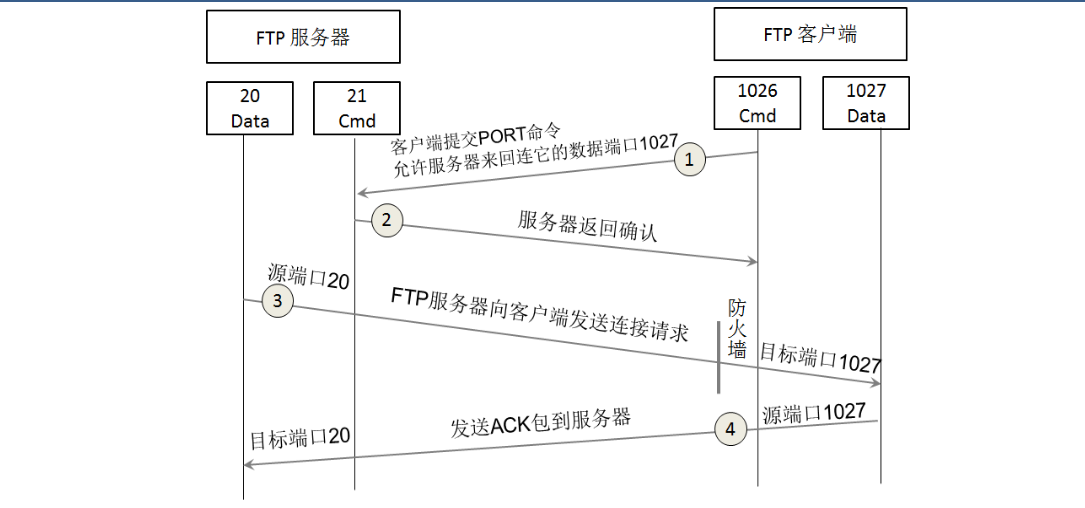 FTP 服务器
FTP 客户端
20
Data
21
Cmd
1026
Cmd
1027
Data
客户端提交PORT命令
允许服务器来回连它的数据端口1027
1
2
服务器返回确认
源端口20
3
FTP服务器向客户端发送连接请求
防火墙
目标端口1027
源端口1027
4
发送ACK包到服务器
目标端口20